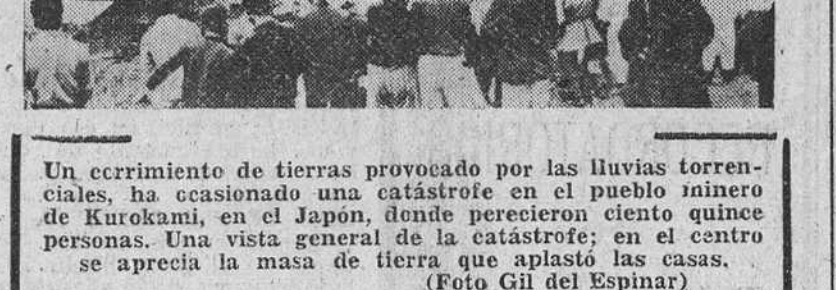 Un corrimiento de tierras provocado por las lluvias torren-
ciales, ha ocasionado una catástrofe en el pueblo minero
de Kurokami, en el Japón, donde perecieron ciento quince
personas. Una vista general de la catástrofe; en el centro
se aprecia la masa de tierra que aplastó las casas.
(Foto Gil del Espinar)